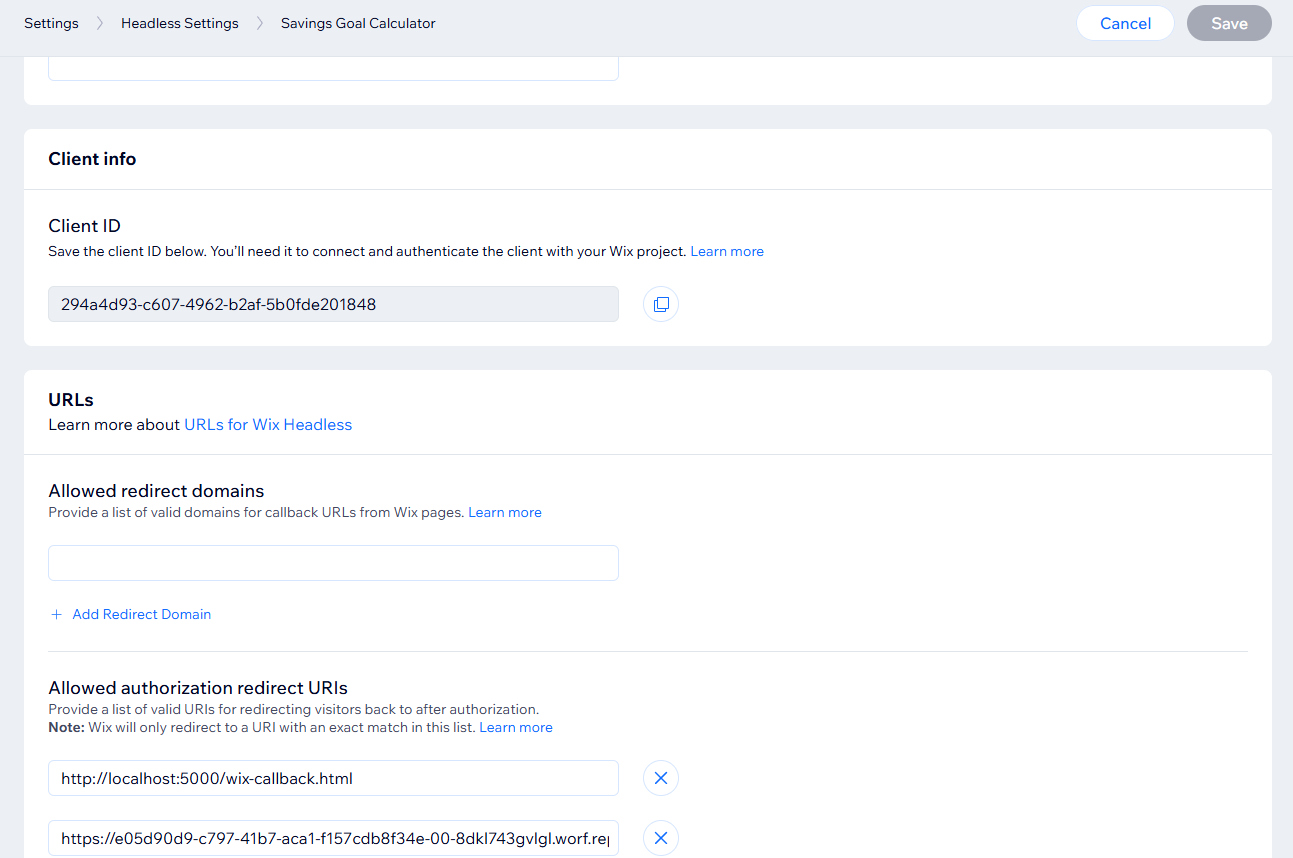 Settings Headless Settings Savings Goal Calculator Cancel Save
Client info
Client ID
Save the client ID below. You'll need it to connect and authenticate the client with your Wix project. Learn more
294a4d93-c607-4962-b2af-5b0fde201848
URLs
Learn more about URLs for Wix Headless
Allowed redirect domains
Provide a list of valid domains for callback URLs from Wix pages. Learn more
+ Add Redirect Domain
Allowed authorization redirect URIs
Provide a list of valid URIs for redirecting visitors back to after authorization.
Note: Wix will only redirect to a URI with an exact match in this list. Learn more
http://localhost:5000/wix-callback.html
https://e05d90d9-c797-41b7-aca1-f157cdb8f34e-00-8dkl743gvlgl.worf.rep